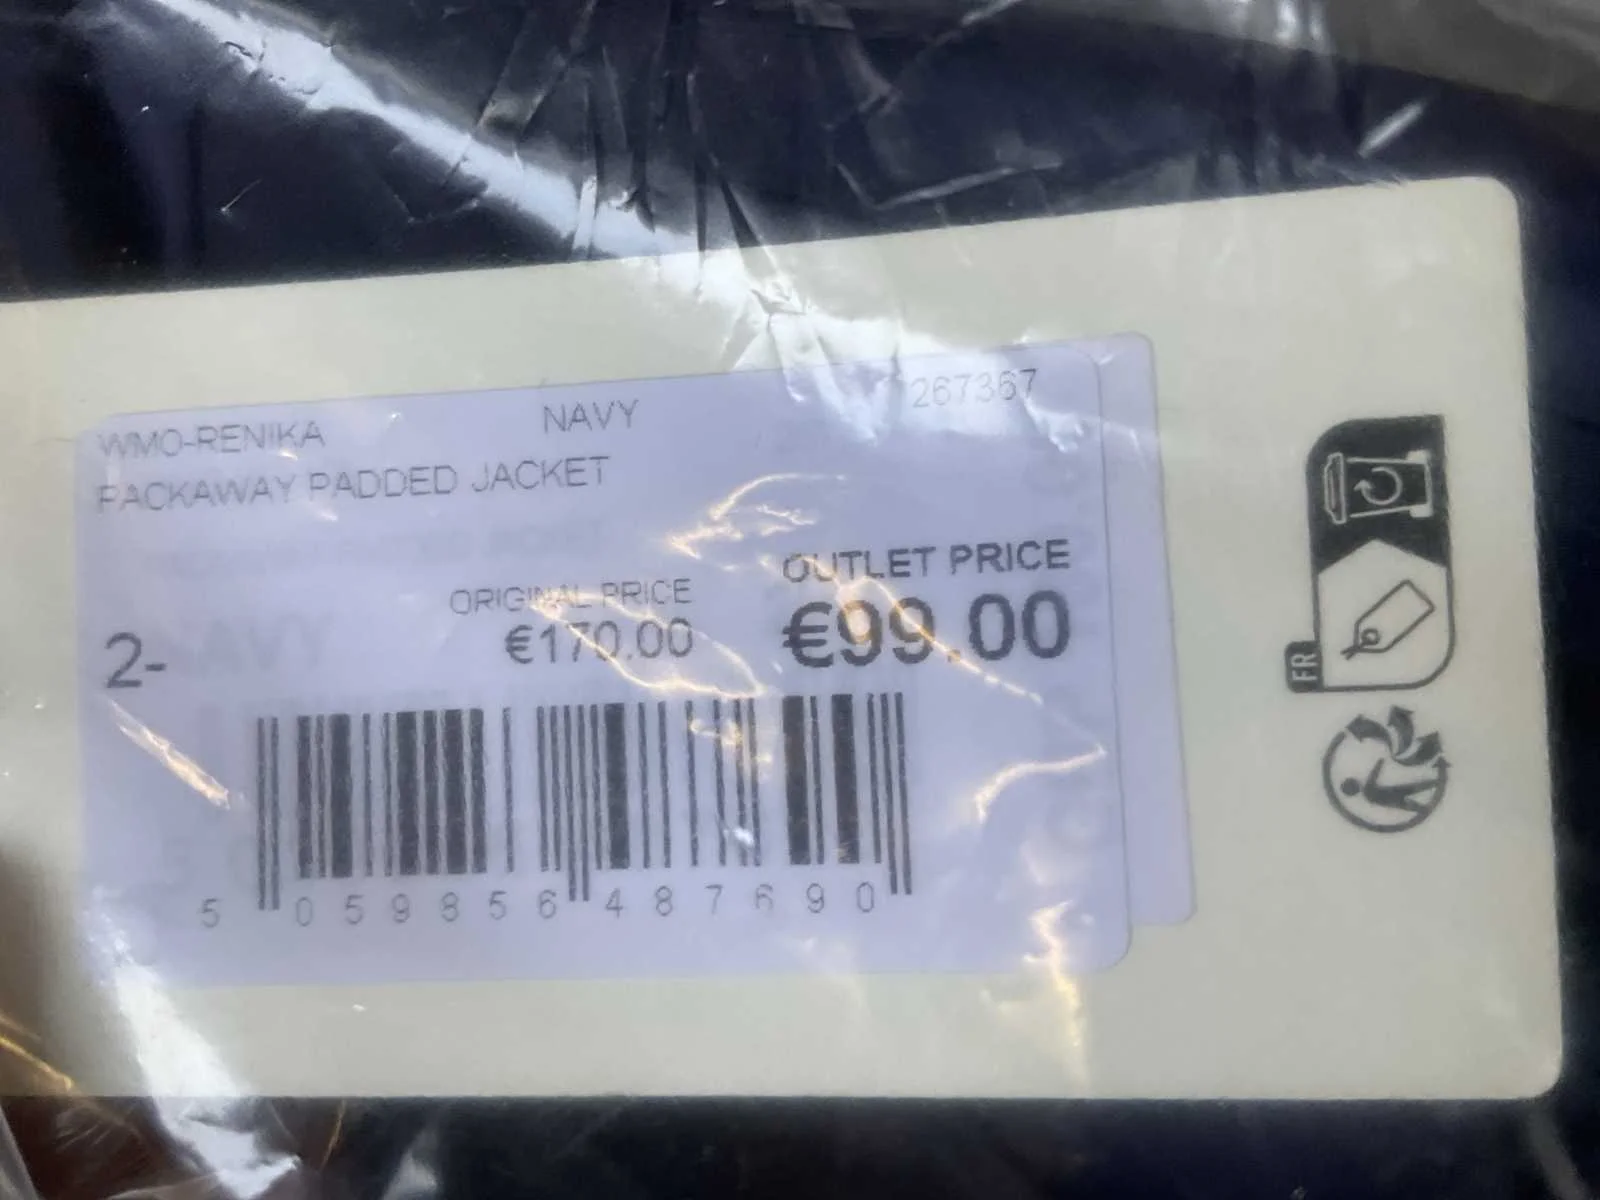 WMO-RENIKA NAVY 267367
PACKAWAY PADDED JACKET
ORIGINAL PRICE OUTLET PRICE
2- €170.00 €99.00
5 059856 487690
FR